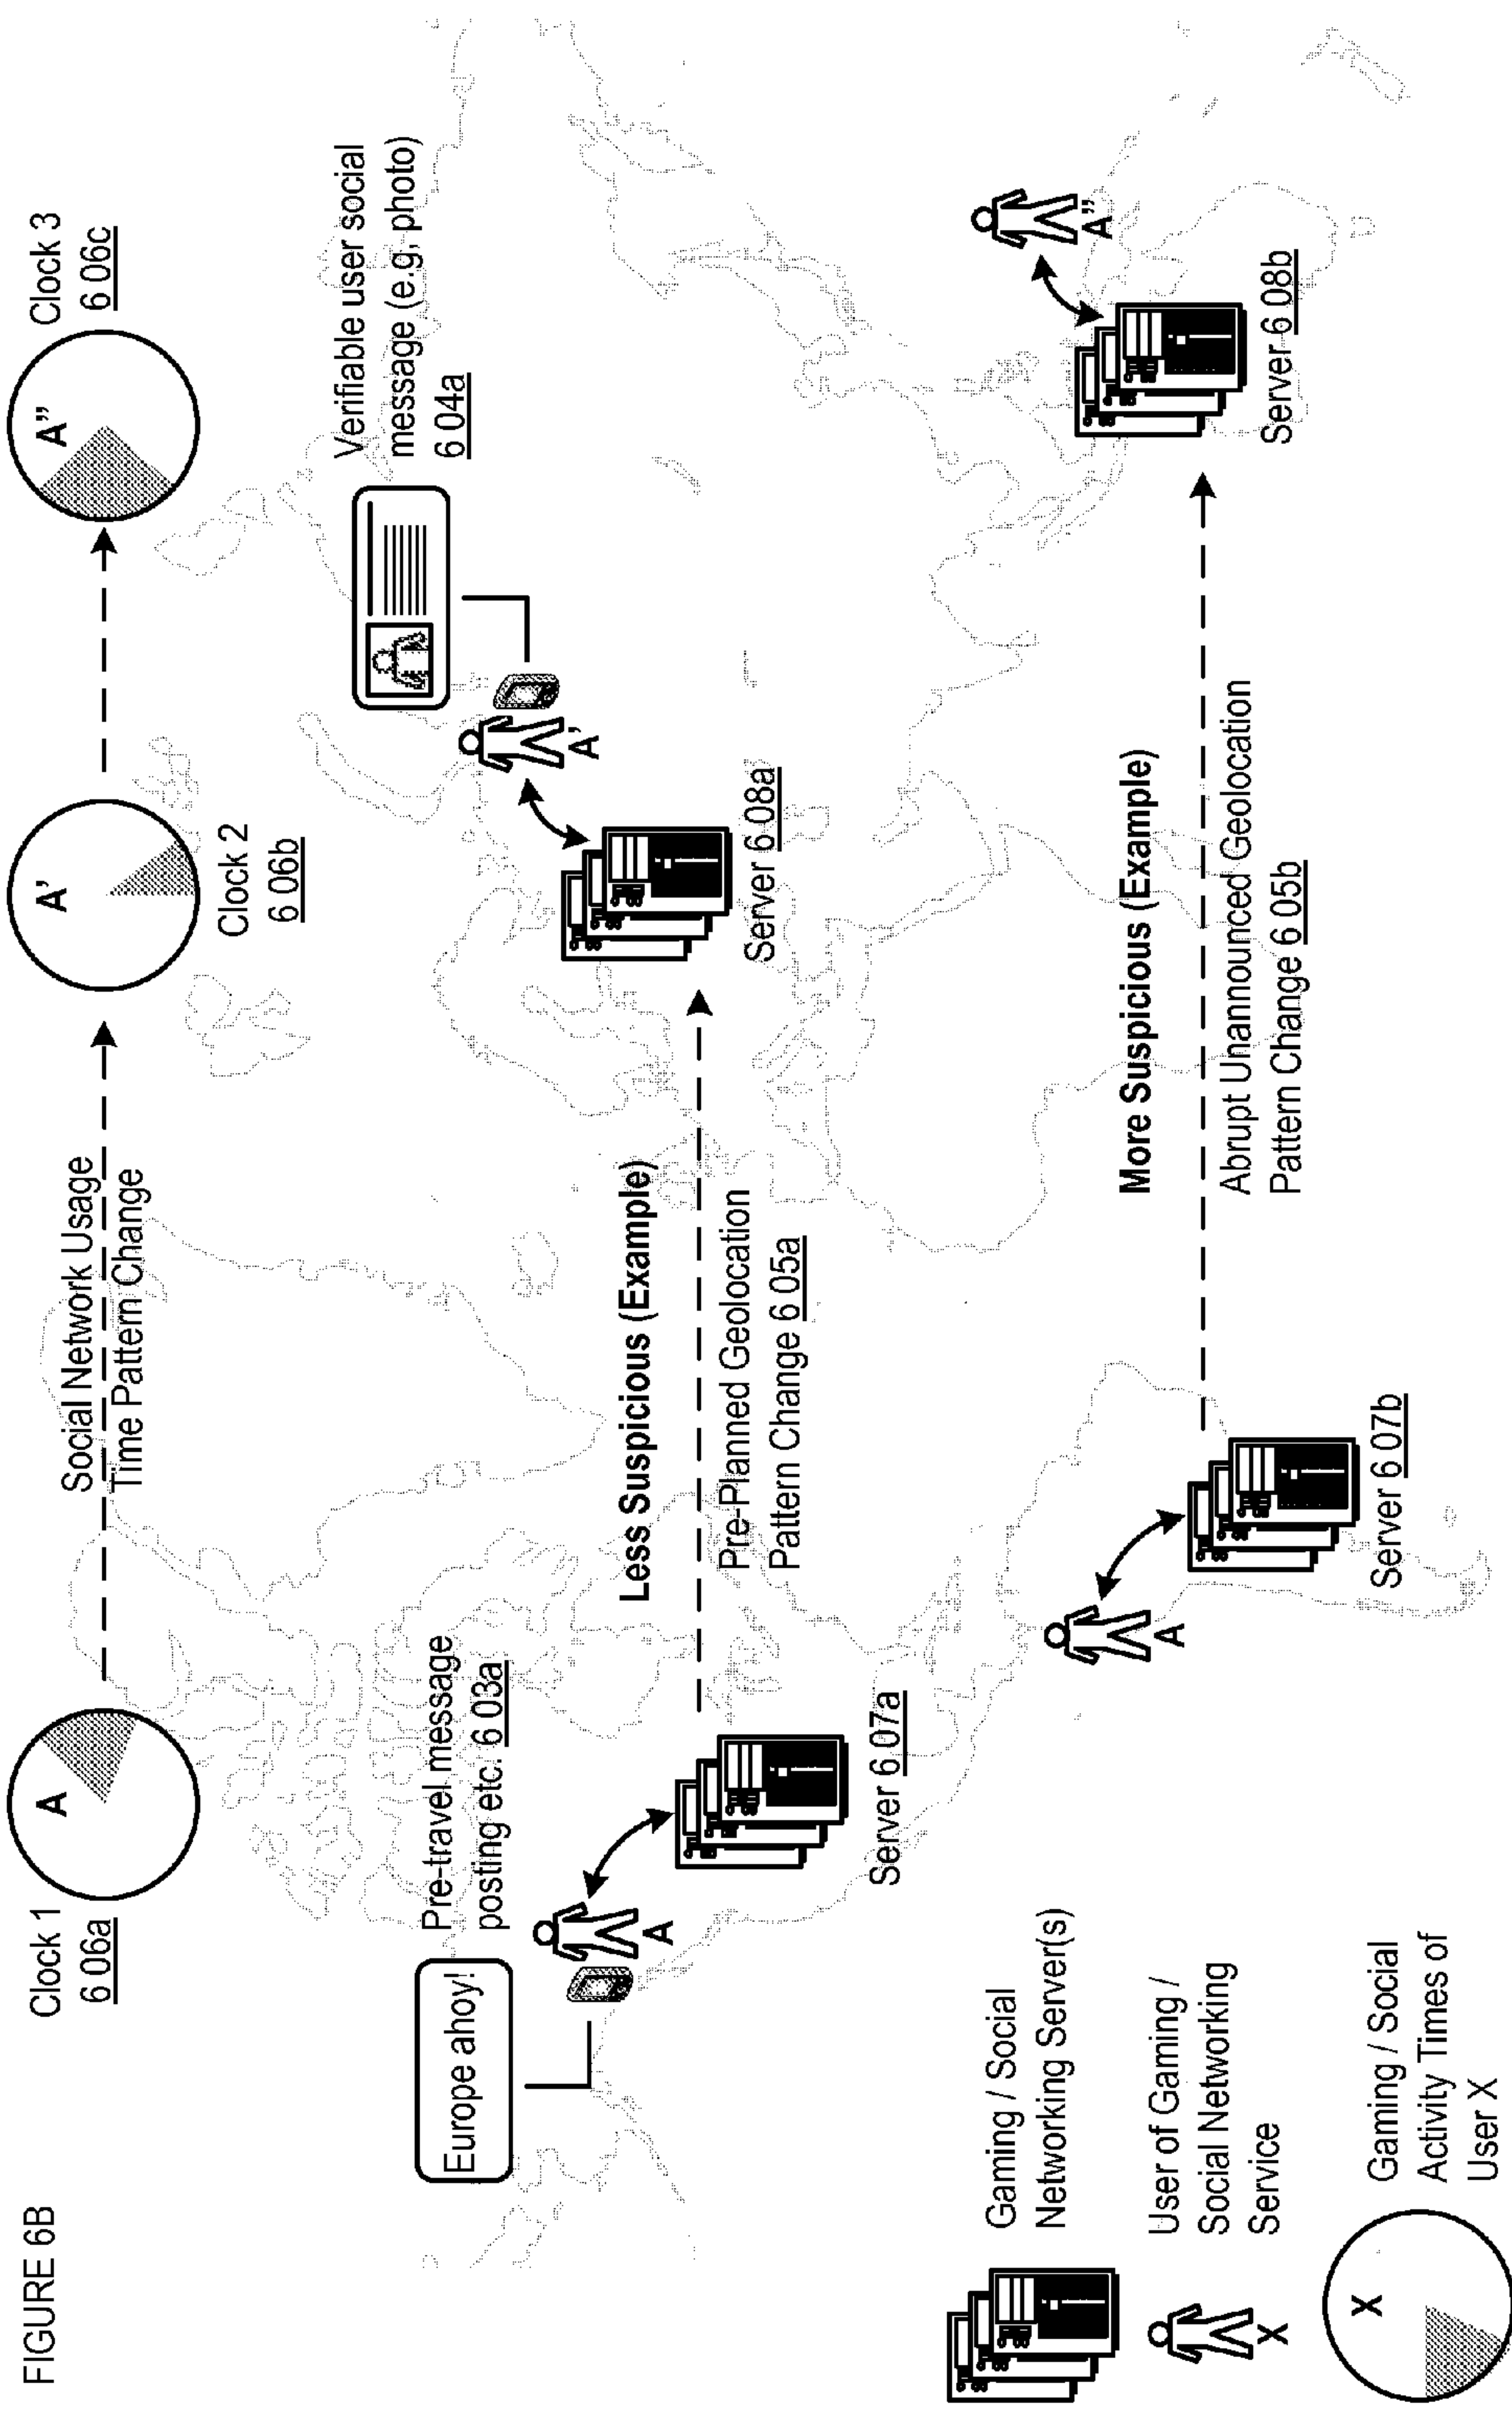 FIGURE 6B
Clock 1
6 06a
A
Social Network Usage
Time Pattern Change
A'
Clock 2
6 06b
A"
Clock 3
6 06c
Europe ahoy!
Pre-travel message
posting etc. 6 03a
A
Server 6 07a
Less Suspicious (Example)
Pre-Planned Geolocation
Pattern Change 6 05a
Server 6 08a
A'
Verifiable user social
message (e.g, photo)
6 04a
A
Server 6 07b
More Suspicious (Example)
Abrupt Unannounced Geolocation
Pattern Change 6 05b
Server 6 08b
A"
Gaming / Social
Networking Server(s)
X
User of Gaming /
Social Networking
Service
X
Gaming / Social
Activity Times of
User X